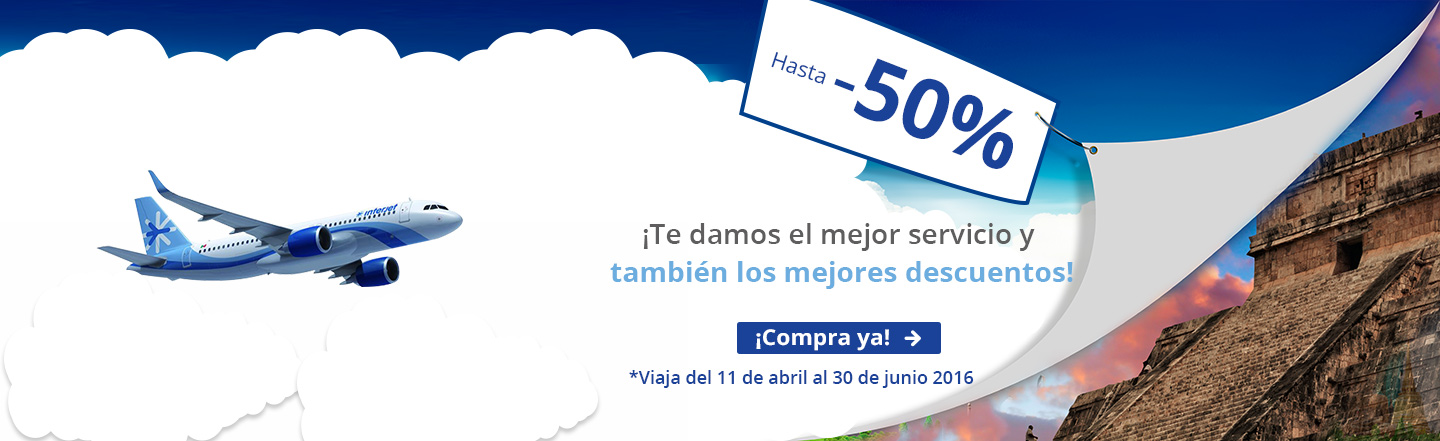 Hasta -50%
interjet
¡Te damos el mejor servicio y
también los mejores descuentos!
¡Compra ya!
*Viaja del 11 de abril al 30 de junio 2016